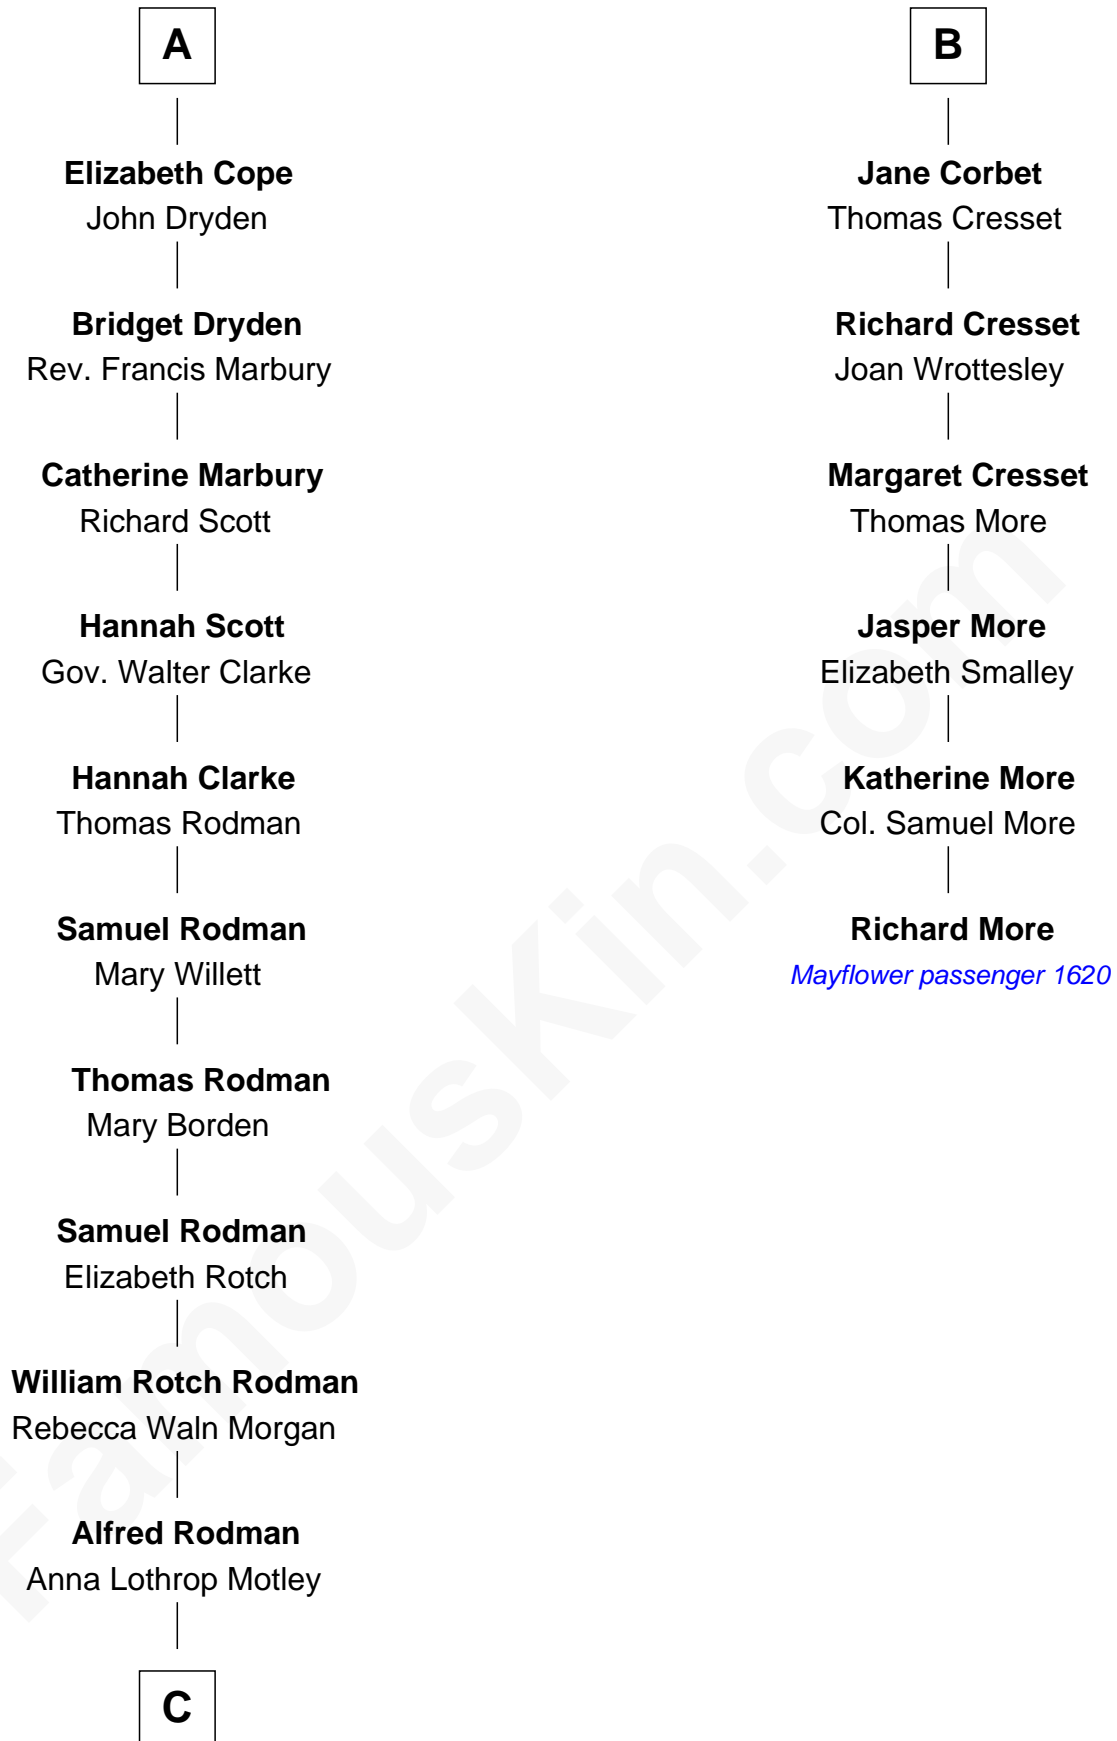 A
Elizabeth Cope
John Dryden
Bridget Dryden
Rev. Francis Marbury
Catherine Marbury
Richard Scott
Hannah Scott
Gov. Walter Clarke
Hannah Clarke
Thomas Rodman
Samuel Rodman
Mary Willett
Thomas Rodman
Mary Borden
Samuel Rodman
Elizabeth Rotch
William Rotch Rodman
Rebecca Waln Morgan
Alfred Rodman
Anna Lothrop Motley
C
B
Jane Corbet
Thomas Cresset
Richard Cresset
Joan Wrottesley
Margaret Cresset
Thomas More
Jasper More
Elizabeth Smalley
Katherine More
Col. Samuel More
Richard More
Mayflower passenger 1620
FamousKin.com